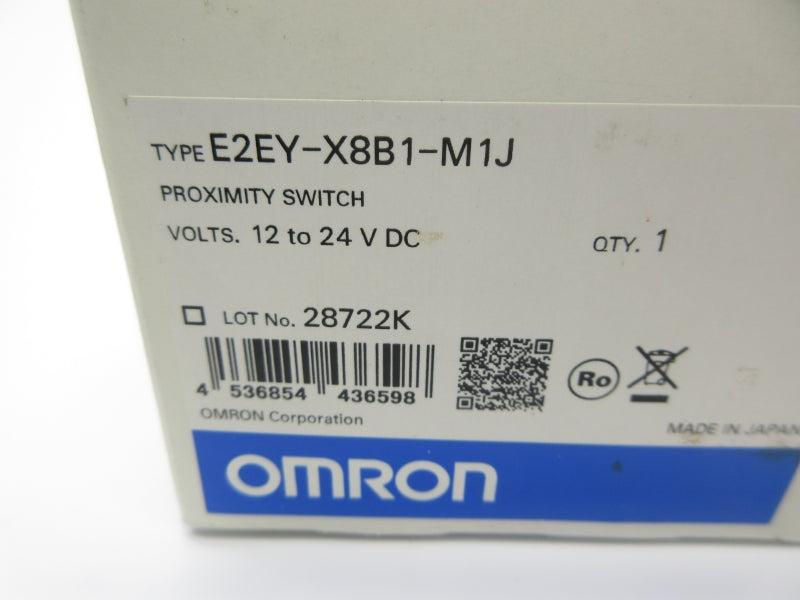 TYPE E2EY-X8B1-M1J
PROXIMITY SWITCH
VOLTS. 12 to 24 V DC QTY. 1
LOT No. 28722K
4 536854 436598
Ro
OMRON Corporation
MADE IN JAPAN
OMRON